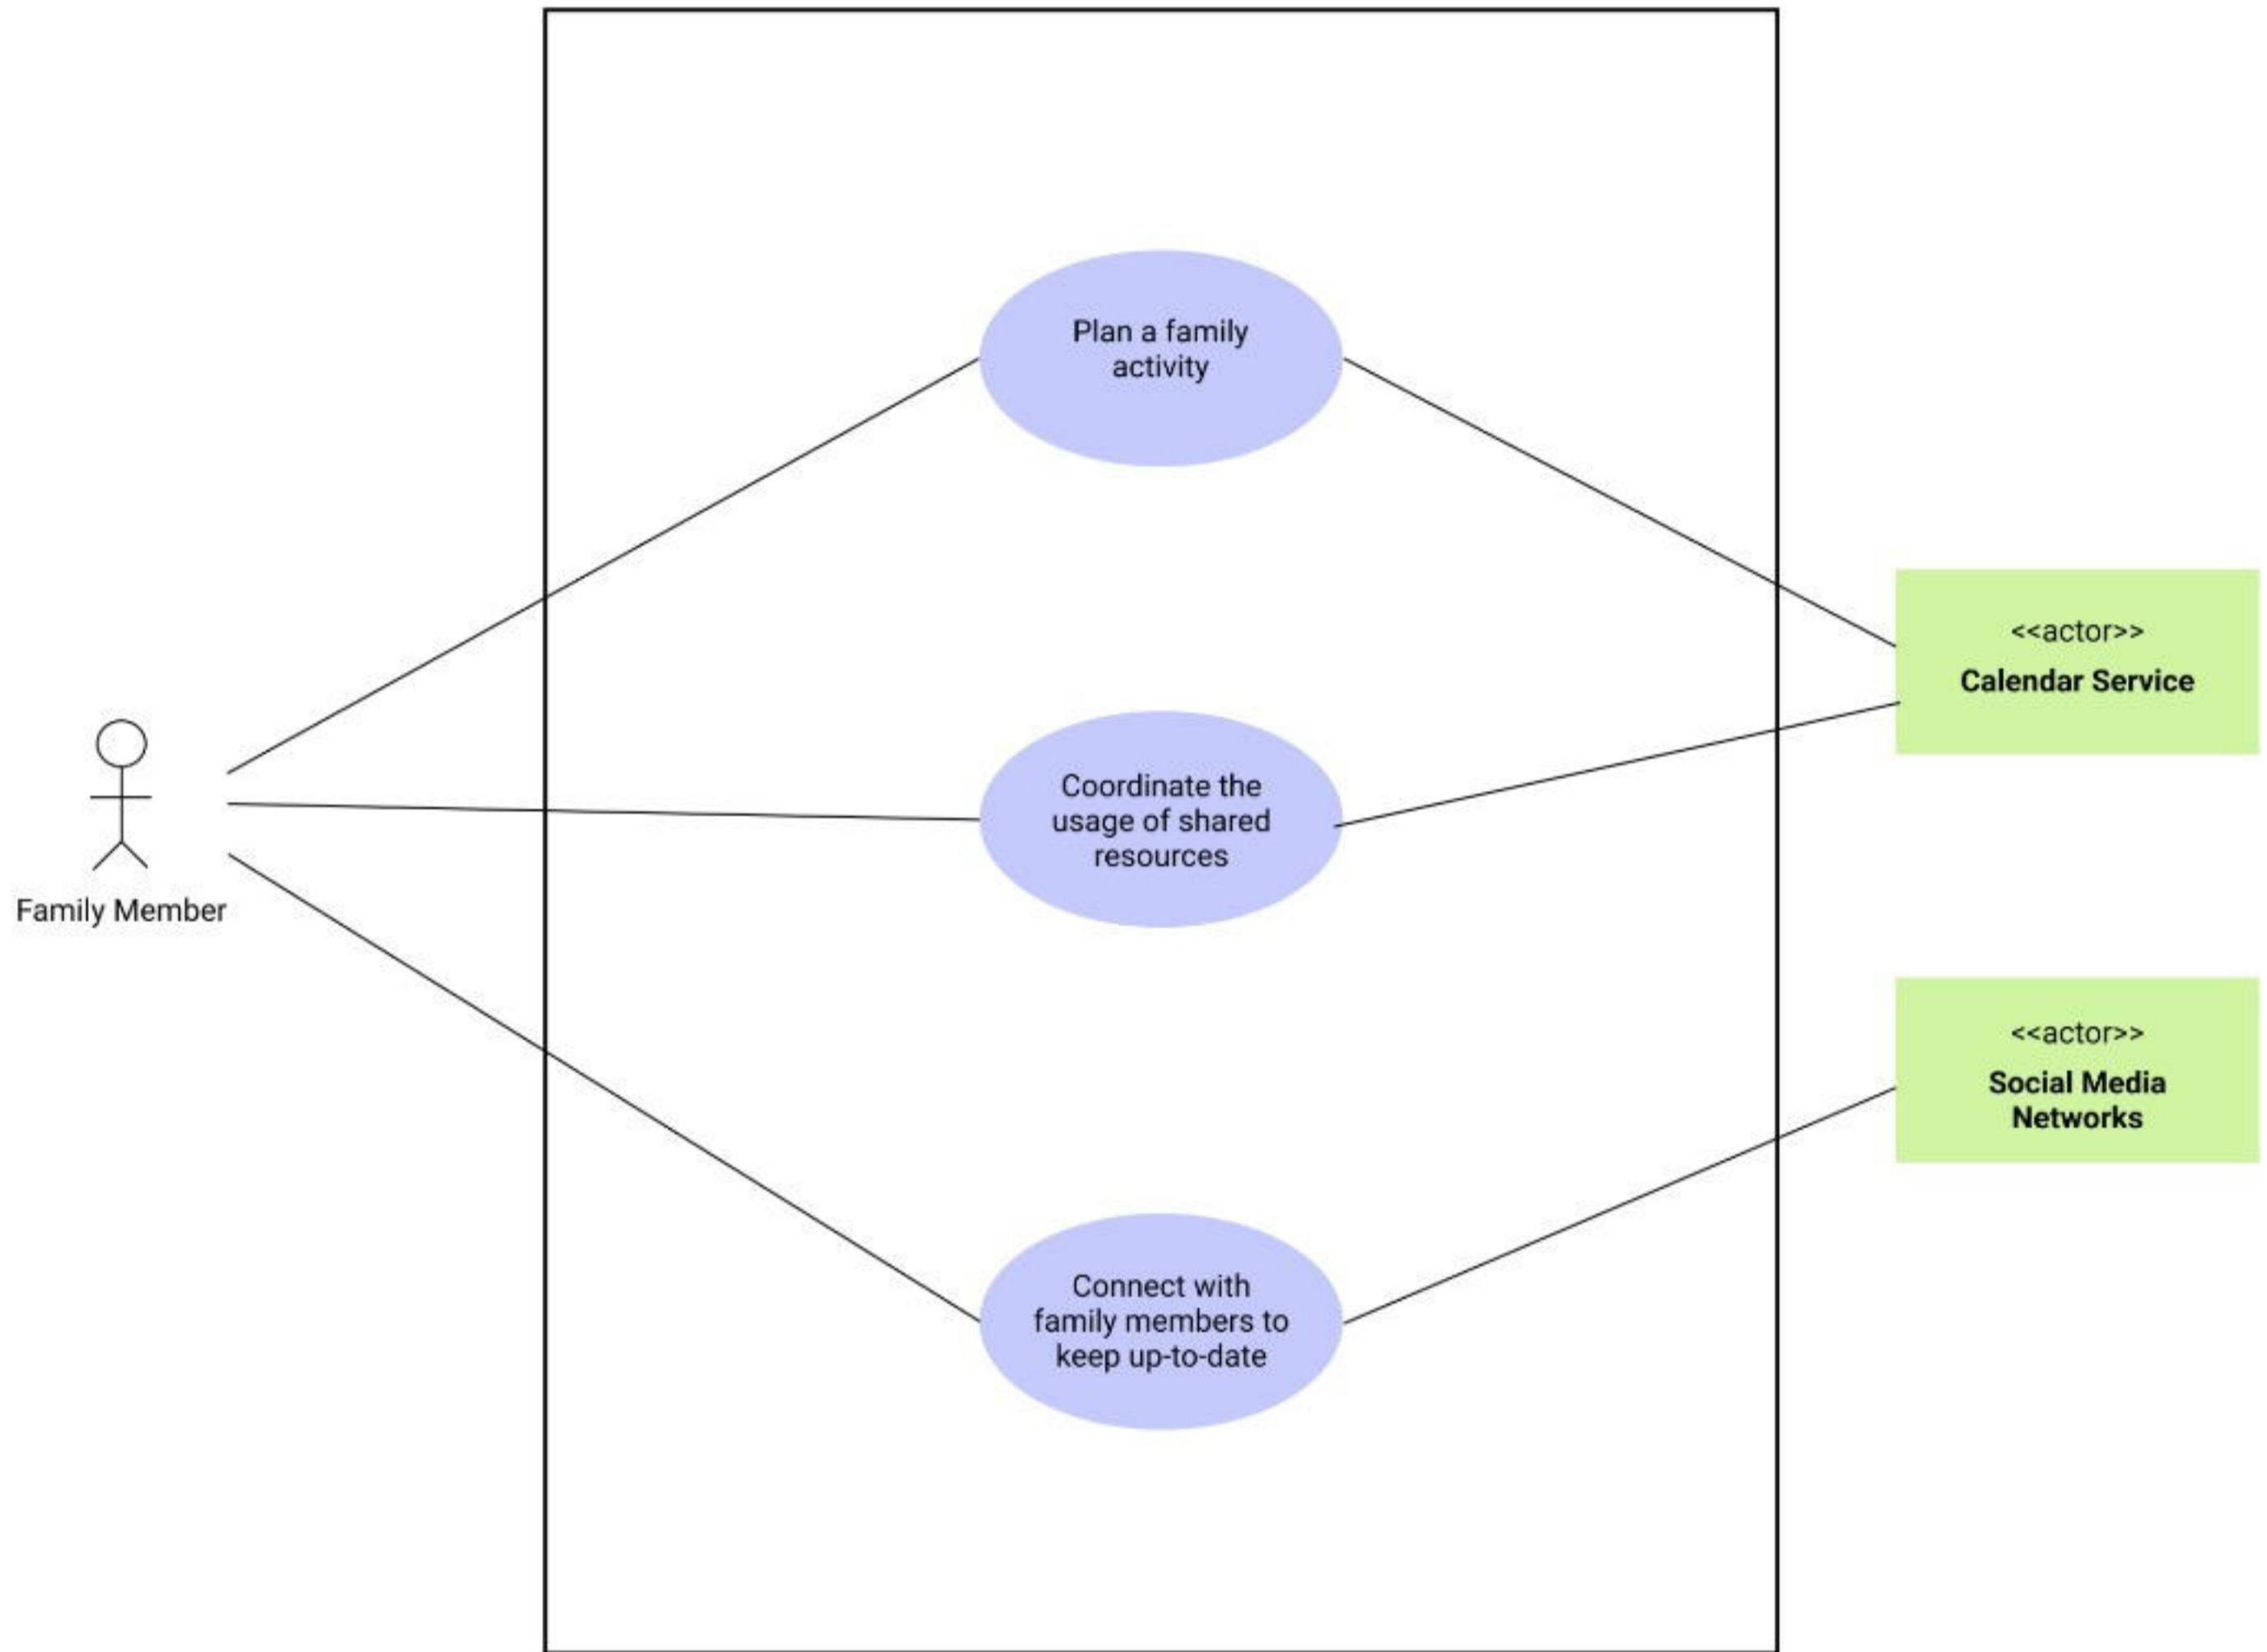 Plan a family
activity
<<actor>>
Calendar Service
Coordinate the
usage of shared
resources
Family Member
<<actor>>
Social Media
Networks
Connect with
family members to
keep up-to-date